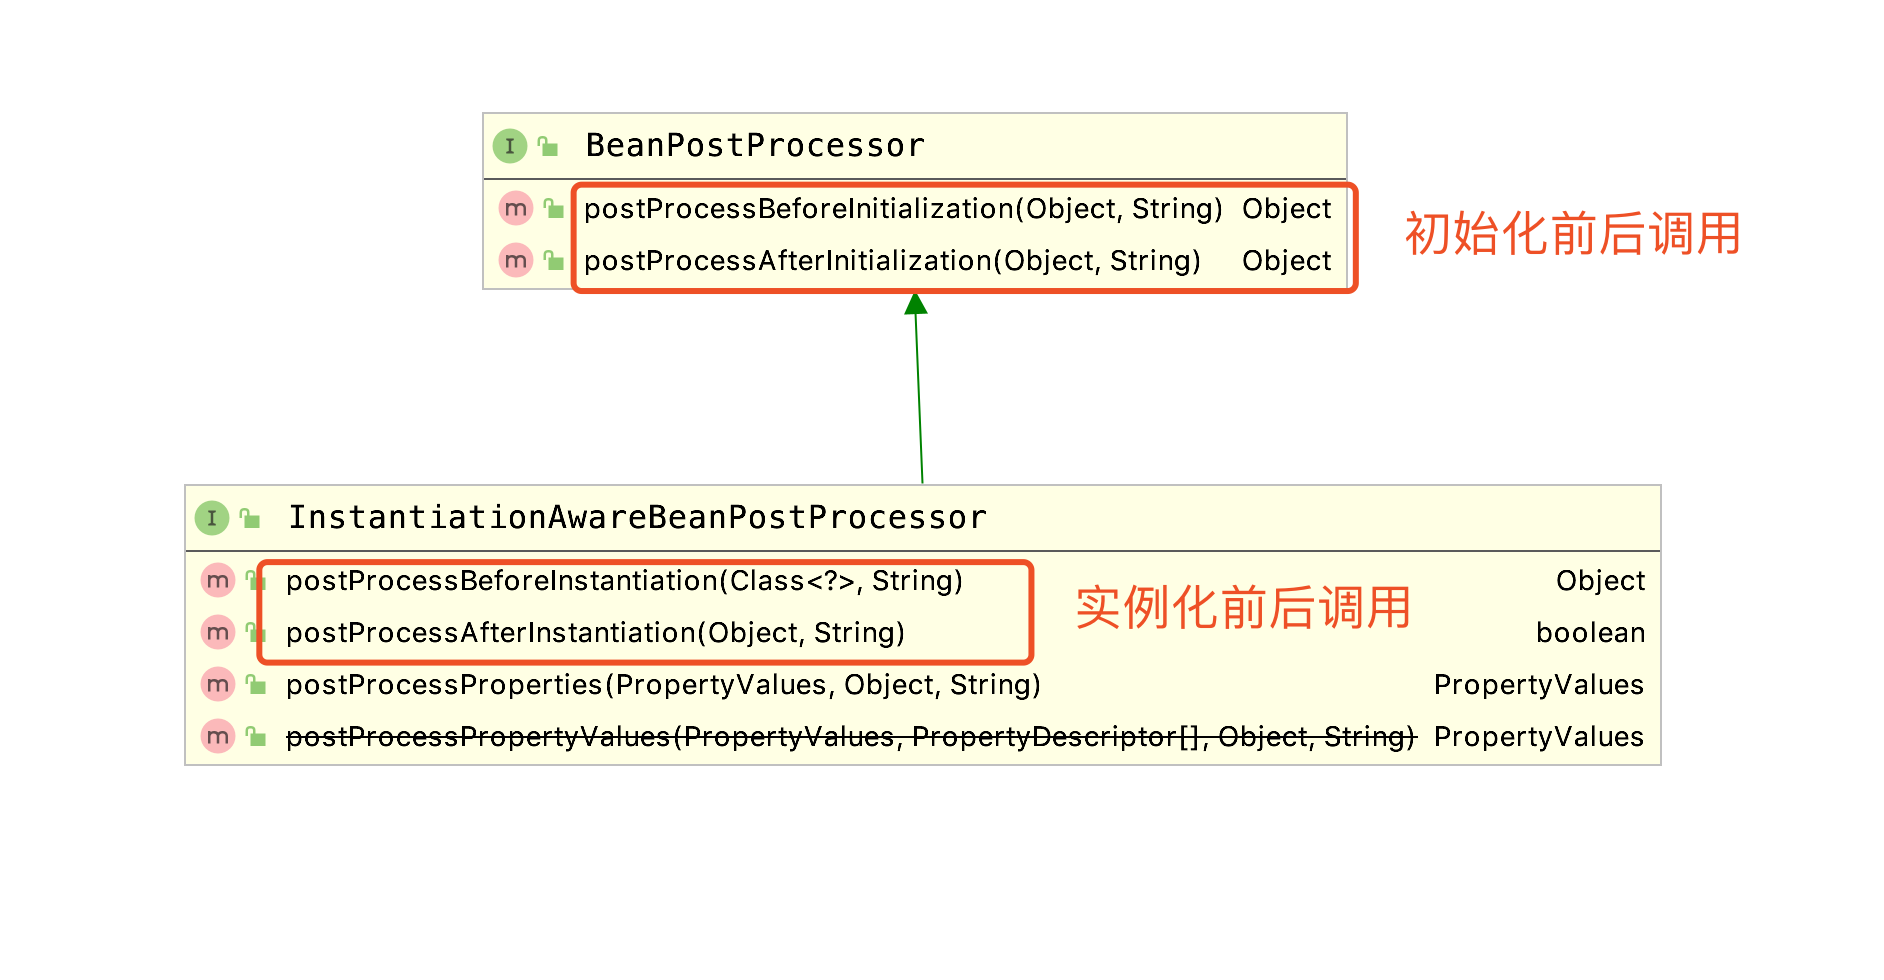 BeanPostProcessor
postProcessBeforeInitialization(Object, String) Object
postProcessAfterInitialization(Object, String) Object
初始化前后调用
InstantiationAwareBeanPostProcessor
postProcessBeforeInstantiation(Class<?>, String) Object
postProcessAfterInstantiation(Object, String) boolean
实例化前后调用
postProcessProperties(PropertyValues, Object, String) PropertyValues
postProcessPropertyValues(PropertyValues, PropertyDescriptor[], Object, String) PropertyValues